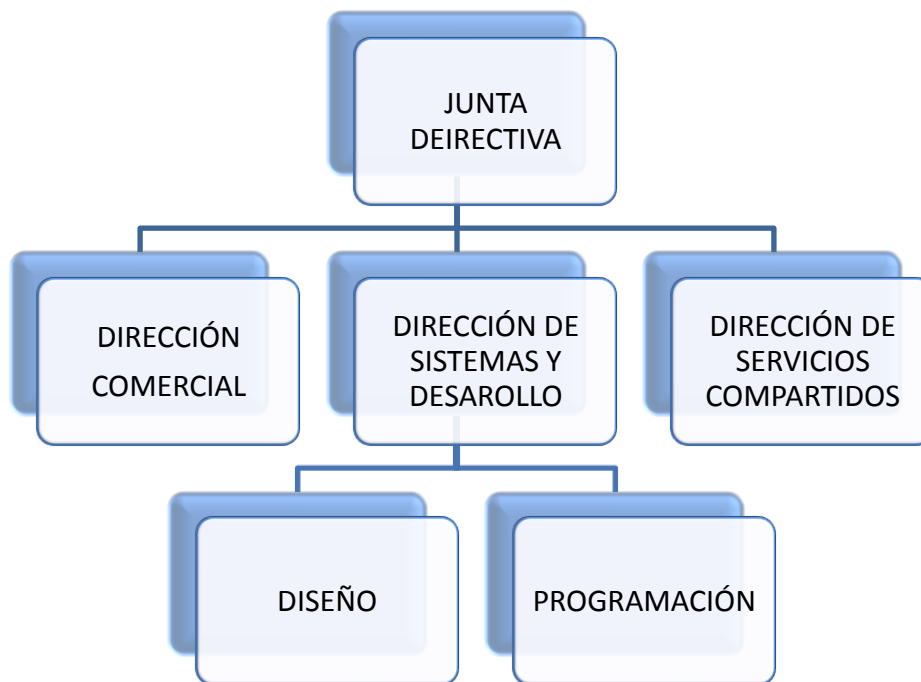 JUNTA
DEIRECTIVA
DIRECCIÓN
COMERCIAL
DIRECCIÓN DE
SISTEMAS Y
DESAROLLO
DIRECCIÓN DE
SERVICIOS
COMPARTIDOS
DISEÑO
PROGRAMACIÓN